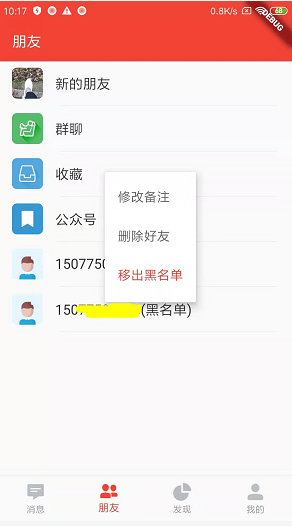 10:17
0.8K/s
68
DEBUG
朋友
新的朋友
群聊
收藏
公众号
修改备注
删除好友
移出黑名单
1507750
150 (黑名单)
消息
朋友
发现
我的